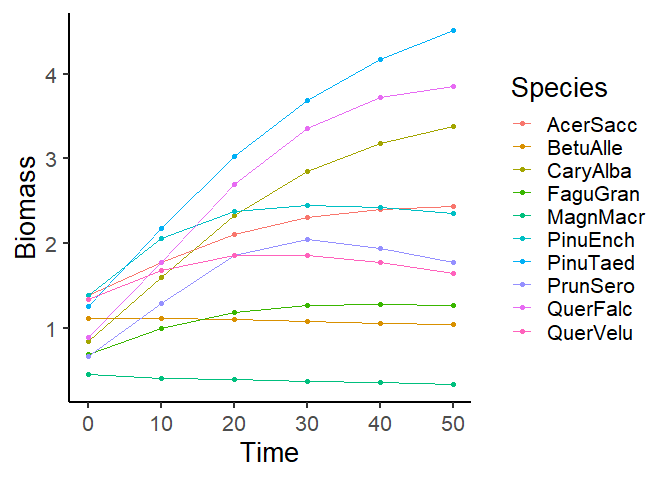 4
3
2
1
Biomass
0 10 20 30 40 50
Time
Species
AcerSacc
BetuAlle
CaryAlba
FaguGran
MagnMacr
PinuEnch
PinuTaed
PrunSero
QuerFalc
QuerVelu